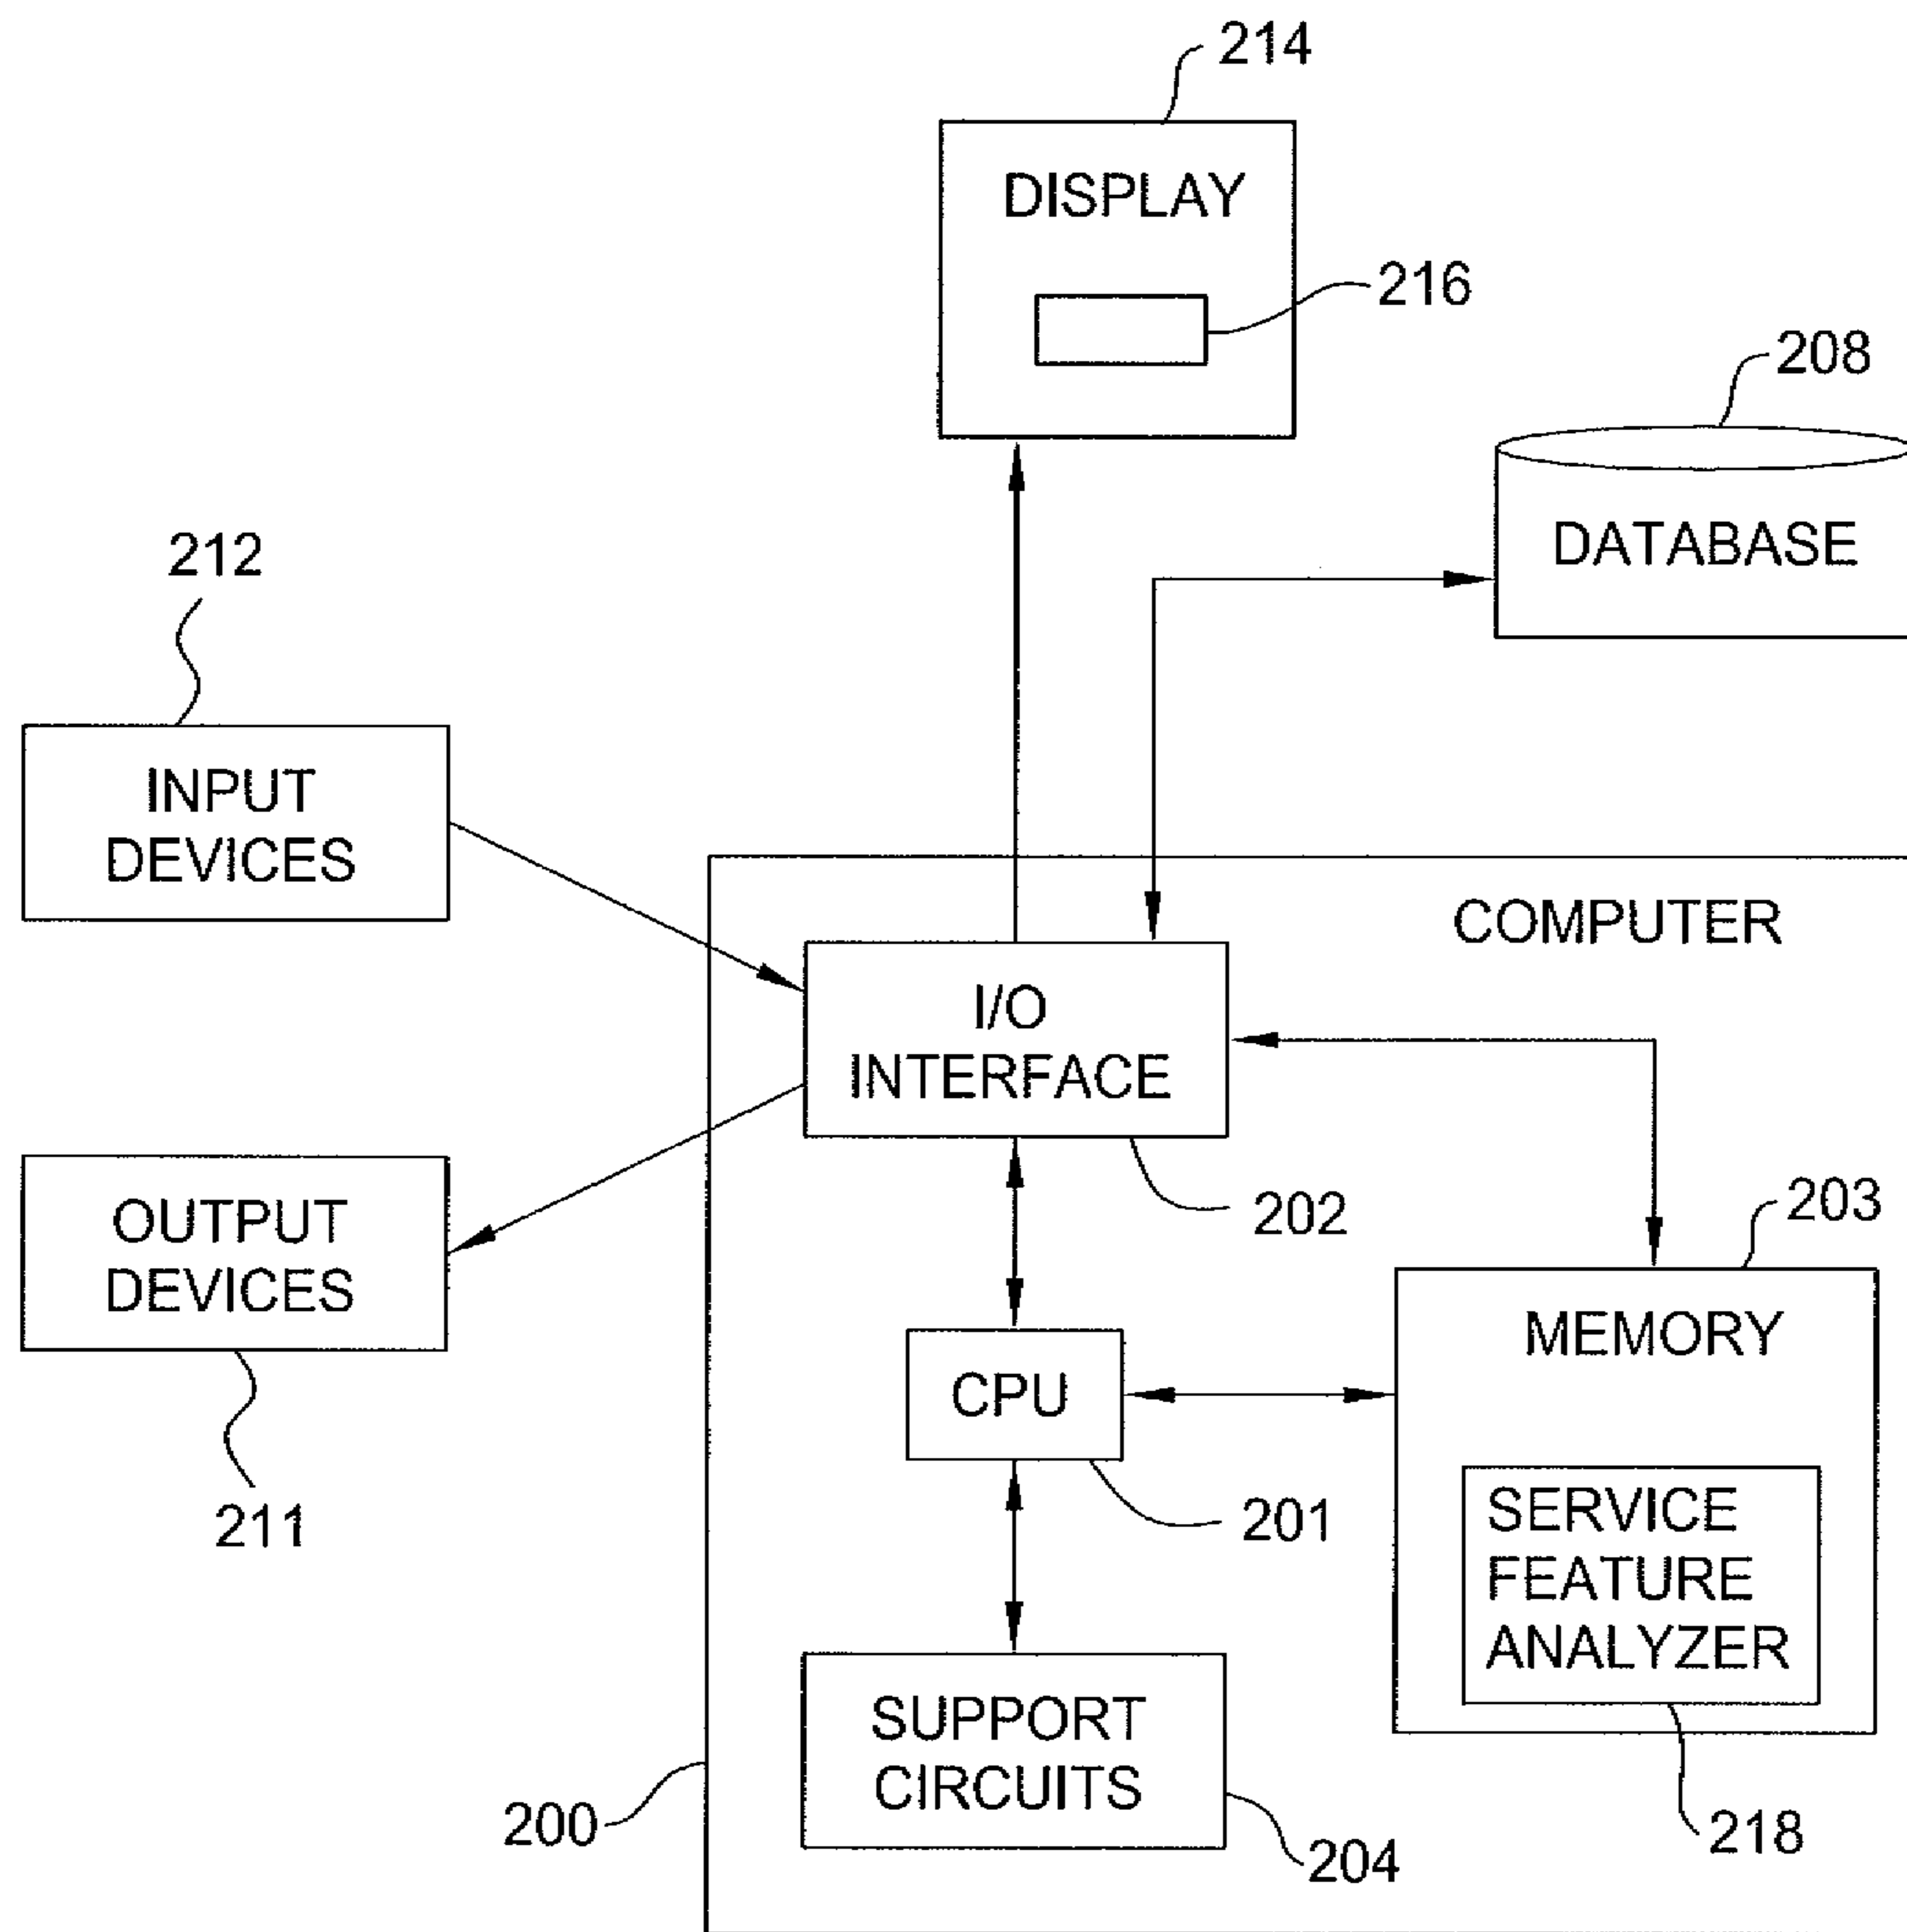 214
DISPLAY
216
208
DATABASE
212
INPUT
DEVICES
COMPUTER
I/O
INTERFACE
202
203
OUTPUT
DEVICES
211
MEMORY
CPU
201
SERVICE
FEATURE
ANALYZER
218
SUPPORT
CIRCUITS
200
204